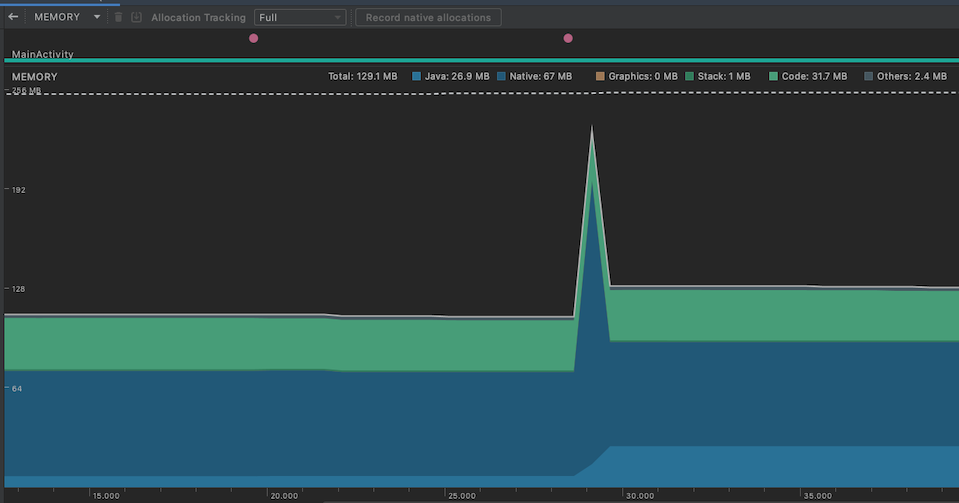 MEMORY Allocation Tracking Full Record native allocations
MainActivity
MEMORY Total: 129.1 MB Java: 26.9 MB Native: 67 MB Graphics: 0 MB Stack: 1 MB Code: 31.7 MB Others: 2.4 MB
256 MB
192
128
64
15.000 20.000 25.000 30.000 35.000